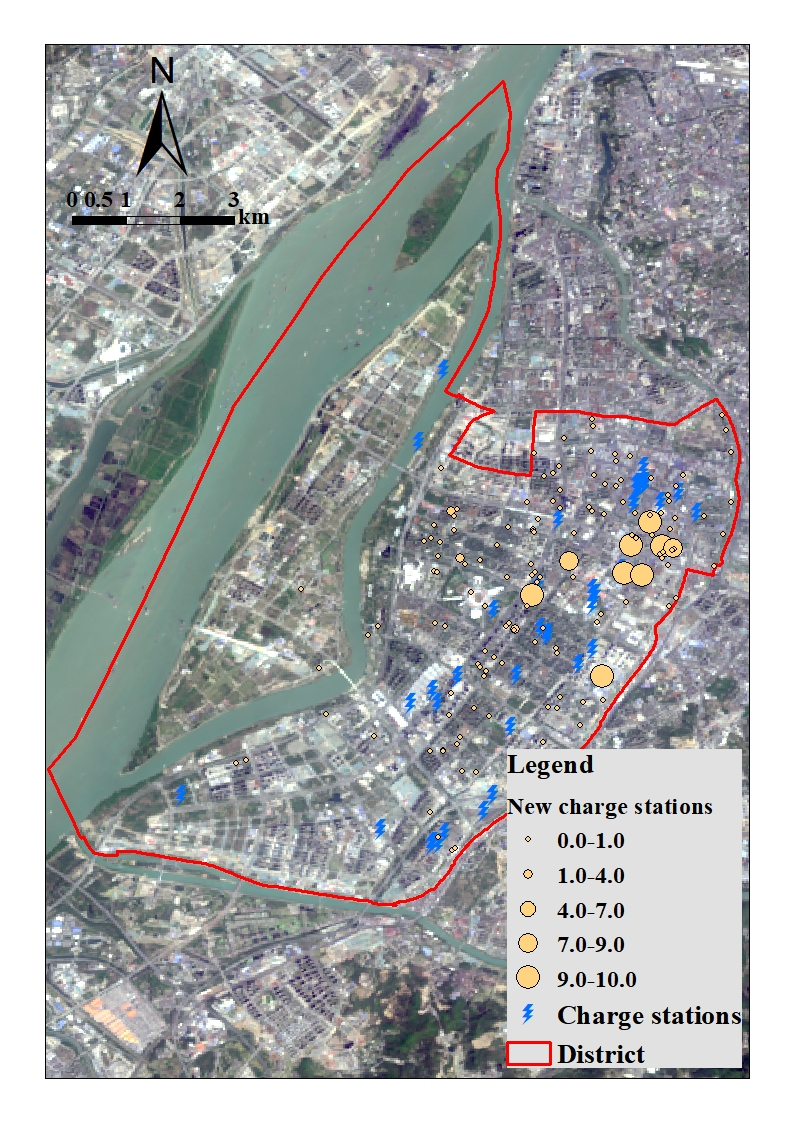 N
0 0.5 1 2 3
km
Legend
New charge stations
0.0-1.0
1.0-4.0
4.0-7.0
7.0-9.0
9.0-10.0
Charge stations
District